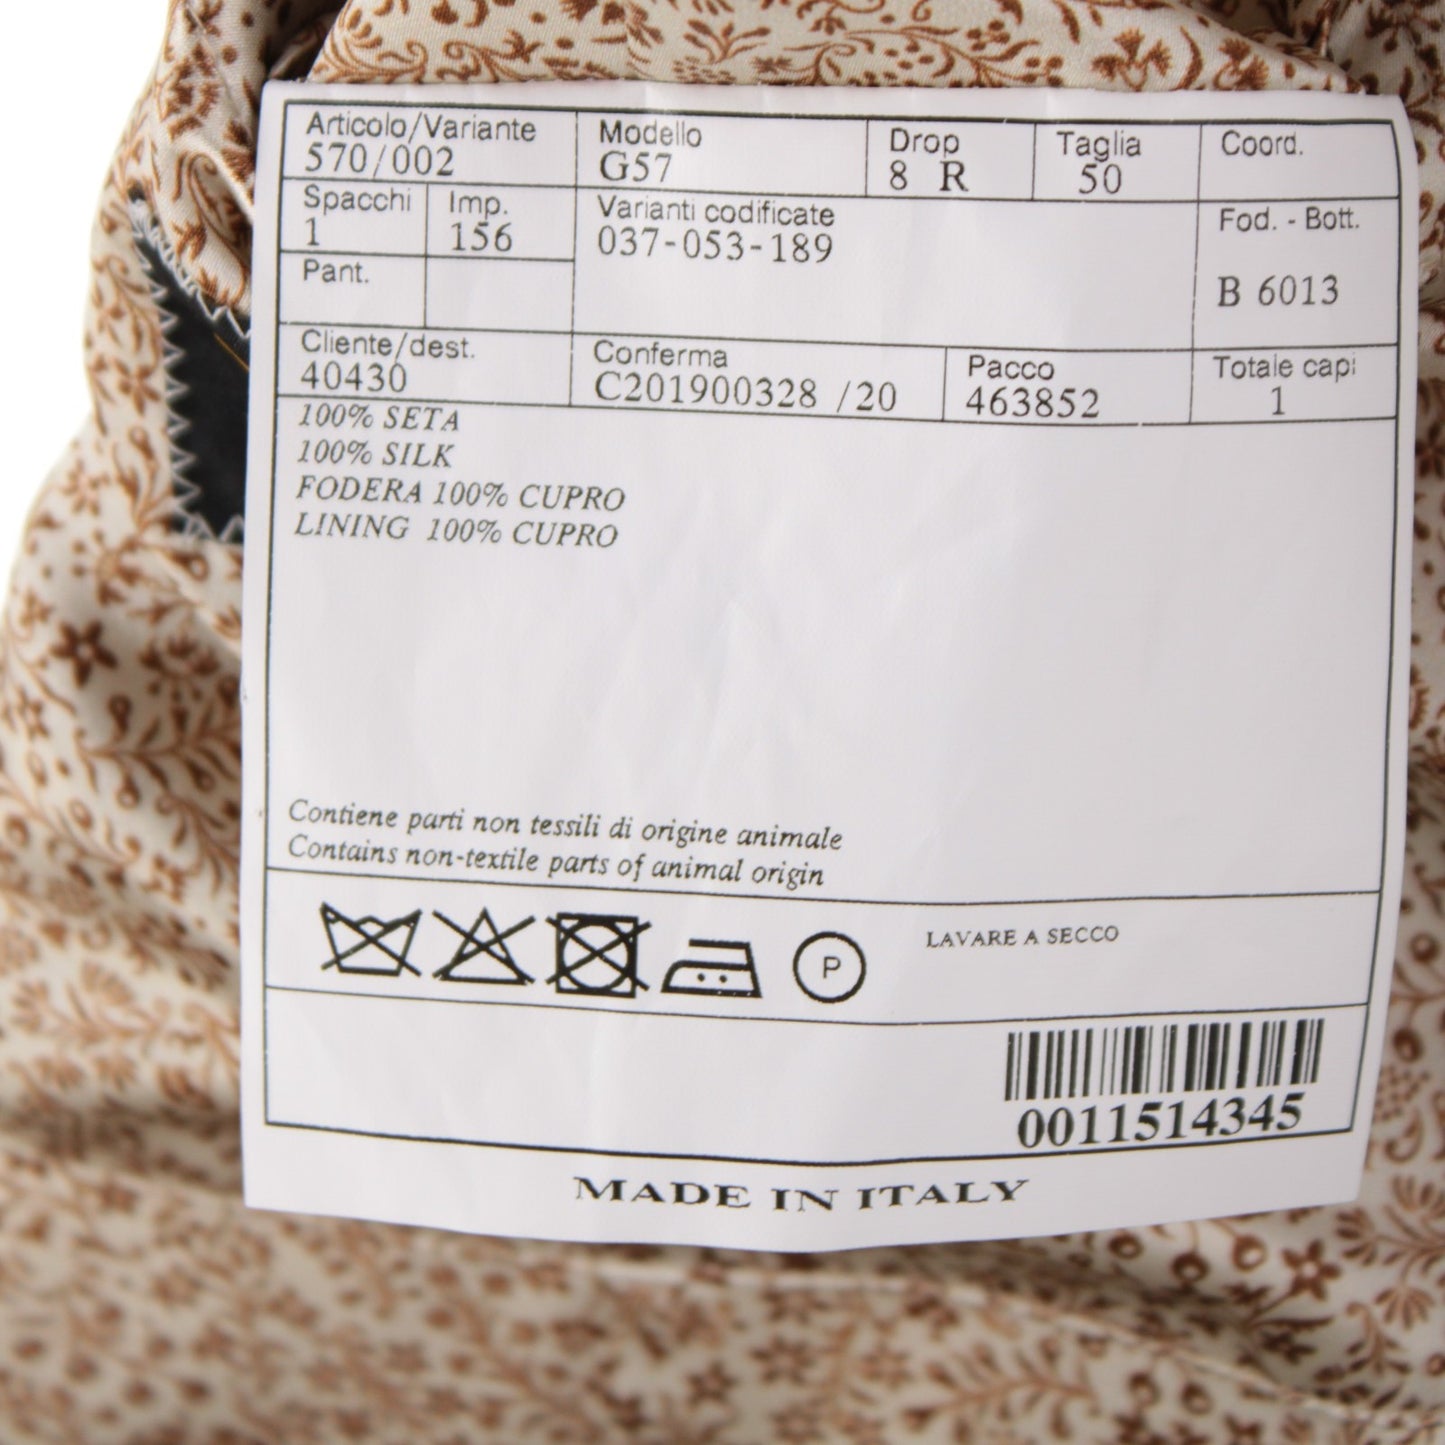 Articolo/Variante Modello Drop Taglia Coord.
570/002 G57 8 R 50
Spacchi Imp. Varianti codificate Fod. - Bott.
1 156 037-053-189
Pant. B 6013
Cliente/dest. Conferma Pacco Totale capi
40430 C201900328 /20 463852 1
100% SETA
100% SILK
FODERA 100% CUPRO
LINING 100% CUPRO
Contiene parti non tessili di origine animale
Contains non-textile parts of animal origin
P LAVARE A SECCO
0011514345
MADE IN ITALY